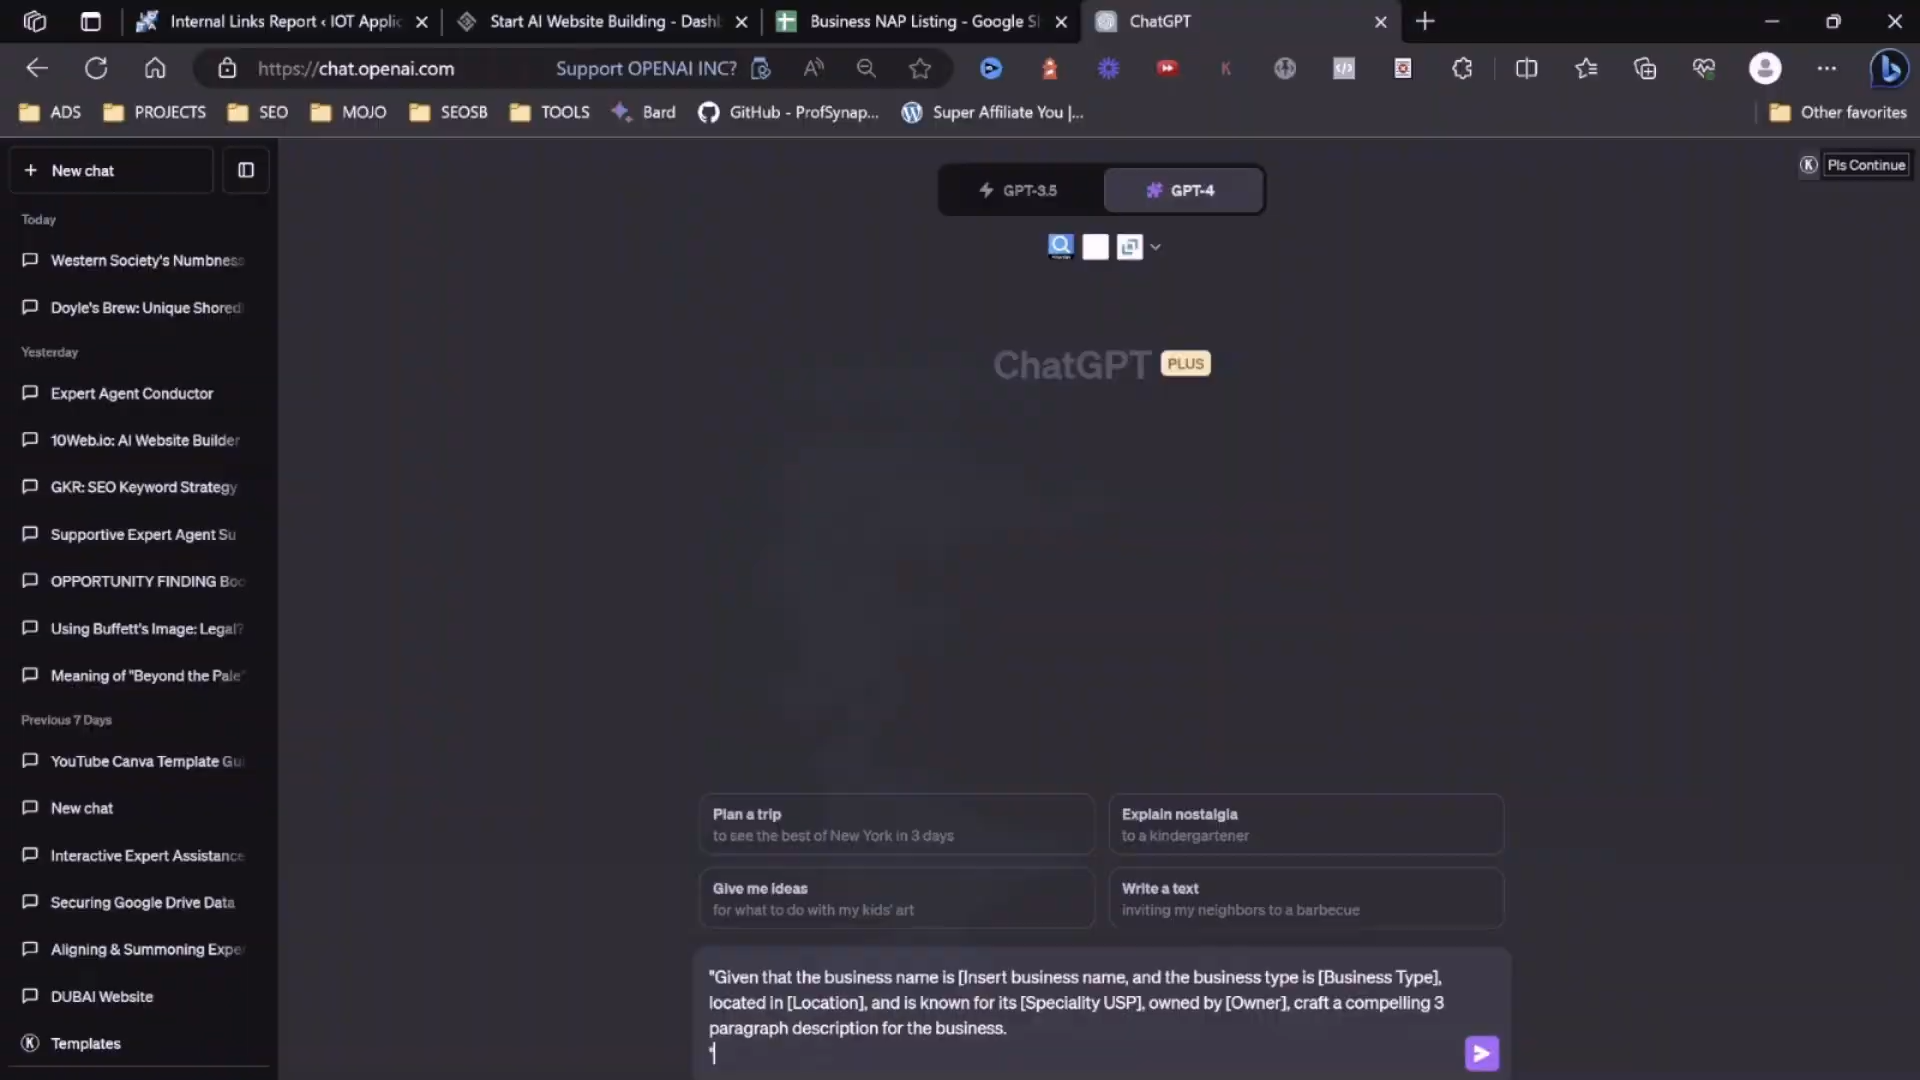 Internal Links Report ‹ IOT Applic
Start AI Website Building - Dash
Business NAP Listing - Google S
ChatGPT
https://chat.openai.com
Support OPENAI INC?
ADS
PROJECTS
SEO
MOJO
SEOSB
TOOLS
Bard
GitHub - ProfSynap...
Super Affiliate You |...
Other favorites
New chat
GPT-3.5
GPT-4
Pls Continue
Today
Western Society's Numbness
Doyle's Brew: Unique Shored
Yesterday
Expert Agent Conductor
10Web.io: AI Website Builder
GKR: SEO Keyword Strategy
Supportive Expert Agent Su
OPPORTUNITY FINDING Boo
Using Buffett's Image: Legal?
Meaning of "Beyond the Pale"
Previous 7 Days
YouTube Canva Template Gui
New chat
Interactive Expert Assistance
Securing Google Drive Data
Aligning & Summoning Expe
DUBAI Website
Templates
ChatGPT PLUS
Plan a trip
to see the best of New York in 3 days
Explain nostalgia
to a kindergartener
Give me ideas
for what to do with my kids' art
Write a text
inviting my neighbors to a barbecue
"Given that the business name is [Insert business name, and the business type is [Business Type],
located in [Location], and is known for its [Speciality USP], owned by [Owner], craft a compelling 3
paragraph description for the business.
"